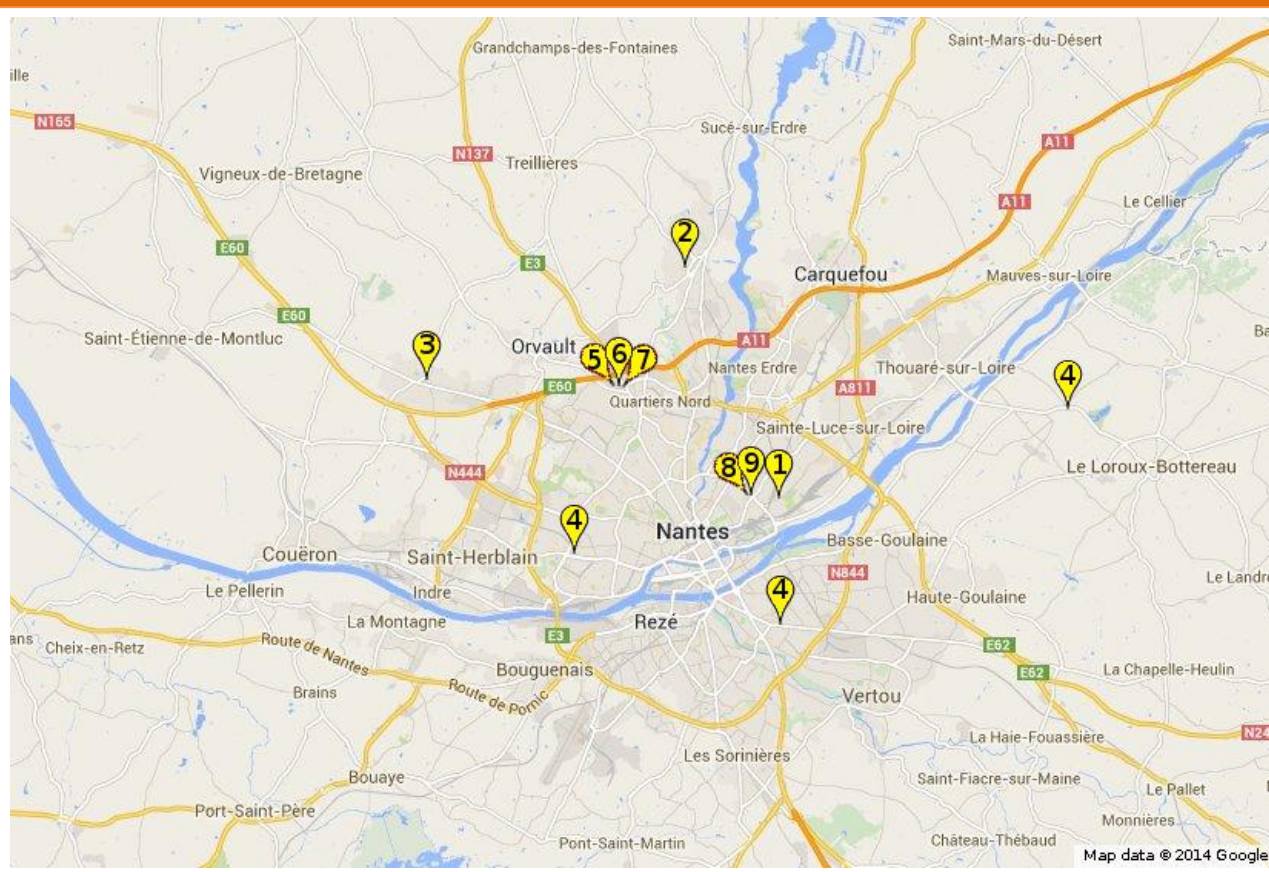 Grandchamps-des-Fontaines
Saint-Mars-du-Désert
ille
N165
Sucé-sur-Erdre
A11
N137
Treillières
Vigneux-de-Bretagne
A11
Le Cellier
2
E60
E3
Carquefou
Mauves-sur-Loire
E60
Saint-Étienne-de-Montluc
3
Orvault
A11
Ba
5
6
7
Nantes Erdre
Thouaré-sur-Loire
4
E60
A811
Quartiers Nord
Sainte-Luce-sur-Loire
N444
8
9
1
Le Loroux-Bottereau
4
Nantes
Couëron
Saint-Herblain
Basse-Goulaine
N844
Le Pellerin
Indre
Le Landre
4
Haute-Goulaine
La Montagne
Rezé
ans
Cheix-en-Retz
Route de Nantes
E3
E62
Bouguenais
E62
La Chapelle-Heulin
Brains
Route de Pornic
Vertou
La Haie-Fouassière
N24
Les Sorinières
Bouaye
Saint-Fiacre-sur-Maine
Le Pallet
Port-Saint-Père
Monnières
Pont-Saint-Martin
Château-Thébaud
Map data © 2014 Google